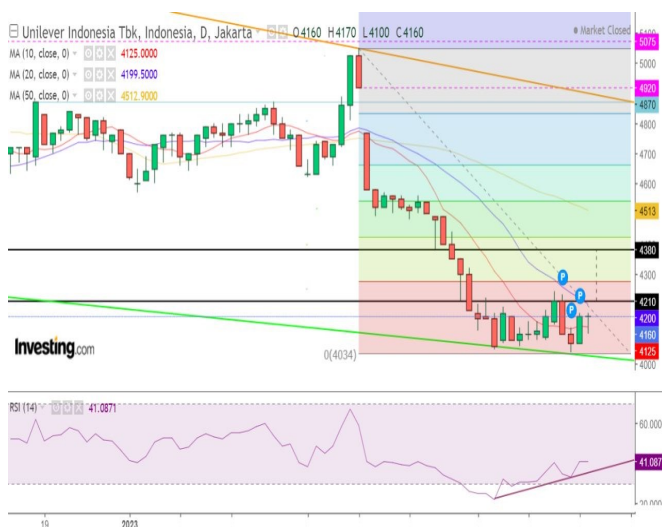 Unilever Indonesia Tbk, Indonesia, D, Jakarta O4160 H4170 L4100 C4160
Market Closed
MA (10, close, 0) 4125.0000
MA (20, close, 0) 4199.5000
MA (50, close, 0) 4512.9000
5075
5000
4920
4870
4800
4700
4600
4513
4380
4300
4210
4200
4160
4125
4000
P
P
P
0(4034)
Investing.com
RSI (14) 41.0871
60.000
41.087
20.000
19
2023